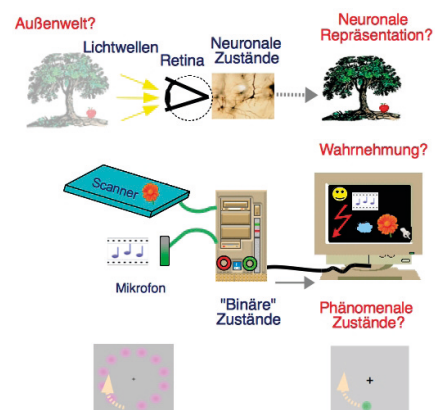 Außenwelt?
Lichtwellen
Retina
Neuronale
Zustände
Neuronale
Repräsentation?
Wahrnehmung?
Scanner
Mikrofon
"Binäre"
Zustände
Phänomenale
Zustände?